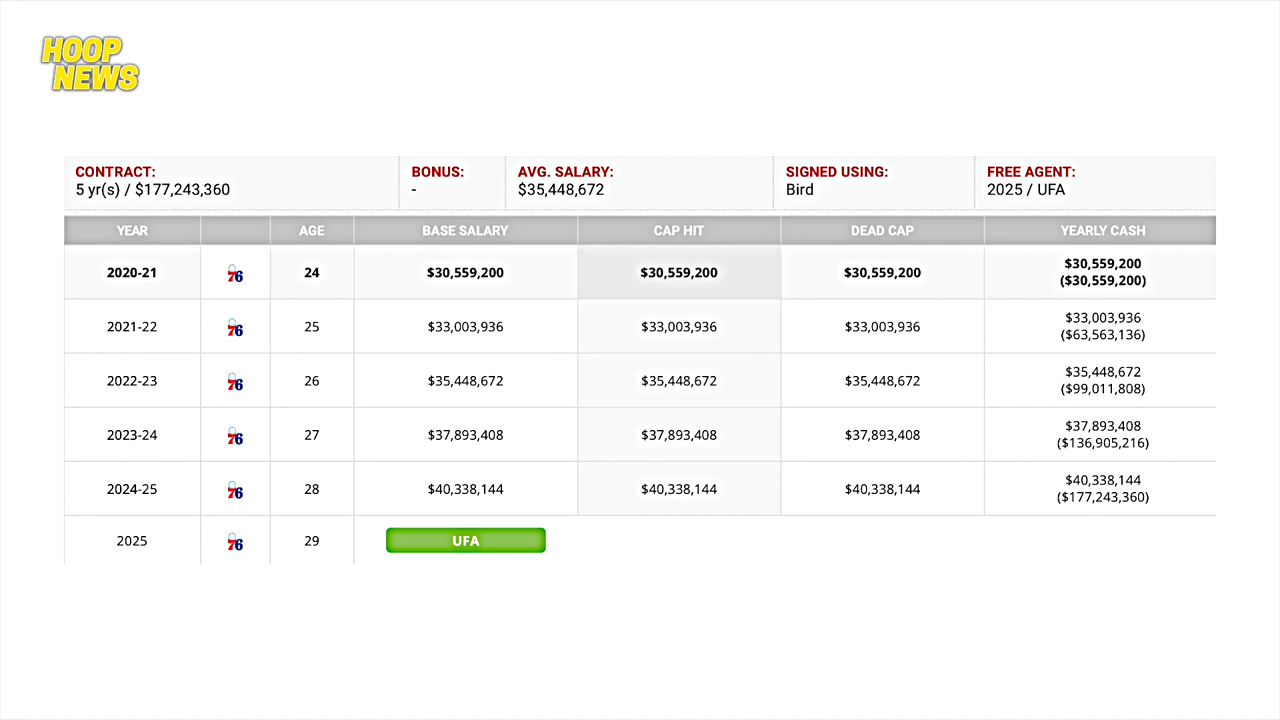 HOOP
NEWS
CONTRACT: BONUS: AVG. SALARY: SIGNED USING: FREE AGENT:
5 yr(s) / $177,243,360 - $35,448,672 Bird 2025 / UFA
YEAR AGE BASE SALARY CAP HIT DEAD CAP YEARLY CASH
2020-21 76 24 $30,559,200 $30,559,200 $30,559,200 $30,559,200
($30,559,200)
2021-22 76 25 $33,003,936 $33,003,936 $33,003,936 $33,003,936
($63,563,136)
2022-23 76 26 $35,448,672 $35,448,672 $35,448,672 $35,448,672
($99,011,808)
2023-24 76 27 $37,893,408 $37,893,408 $37,893,408 $37,893,408
($136,905,216)
2024-25 76 28 $40,338,144 $40,338,144 $40,338,144 $40,338,144
($177,243,360)
2025 76 29 UFA